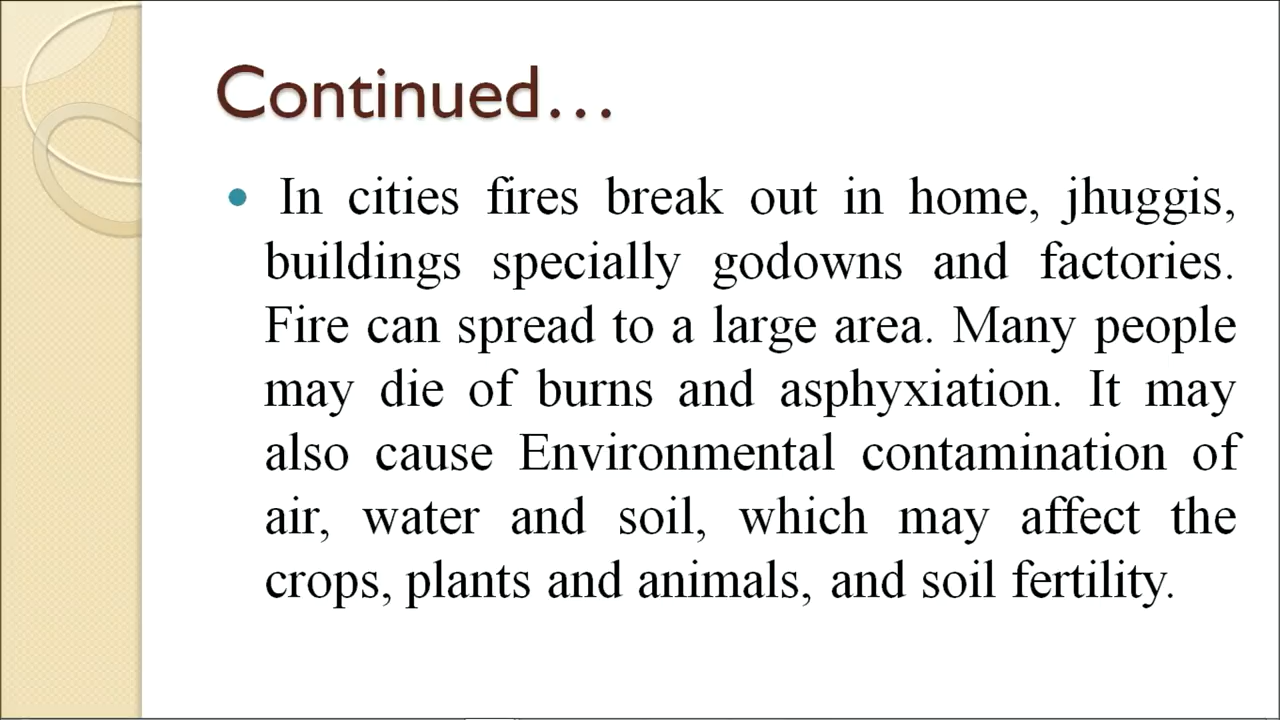 Continued…
• In cities fires break out in home, jhuggis,
buildings specially godowns and factories.
Fire can spread to a large area. Many people
may die of burns and asphyxiation. It may
also cause Environmental contamination of
air, water and soil, which may affect the
crops, plants and animals, and soil fertility.